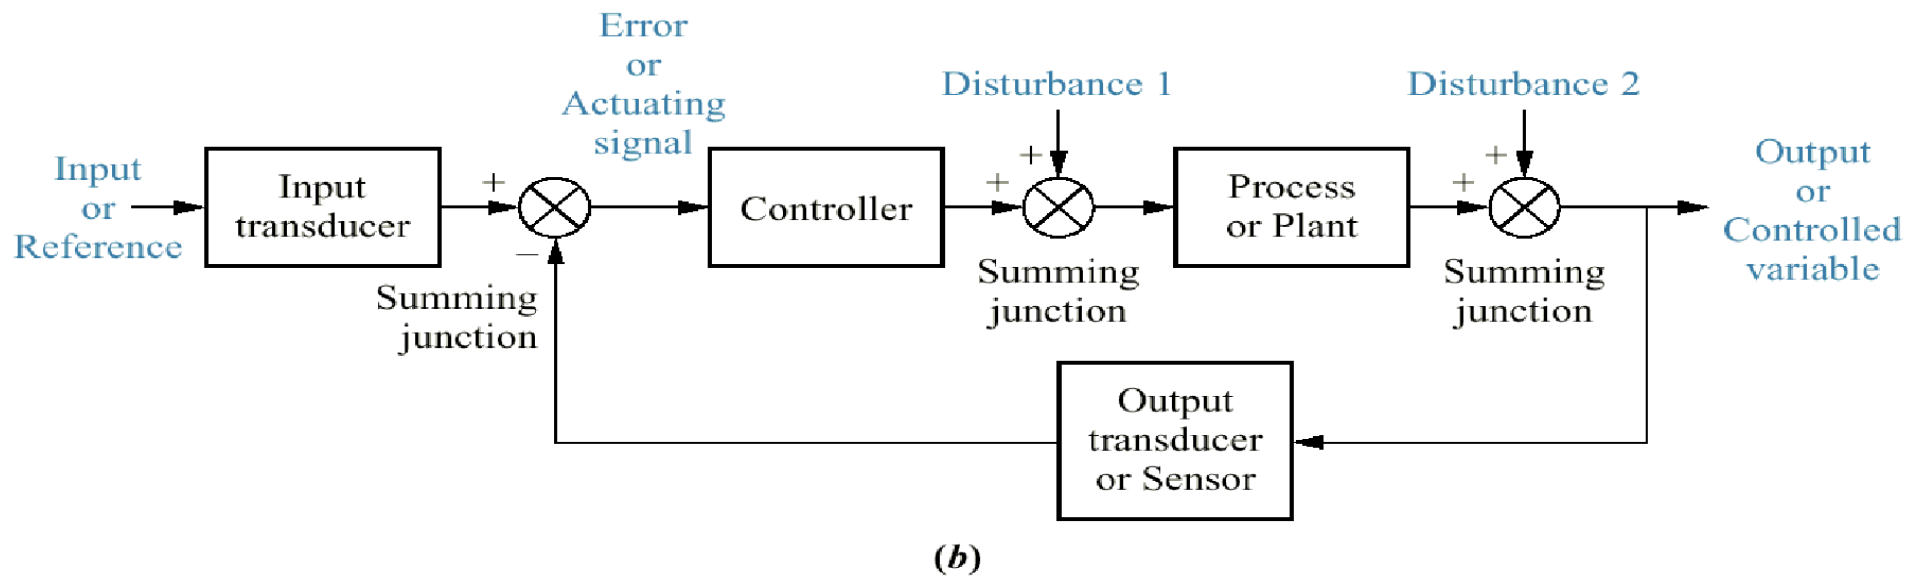 Error
or
Actuating
signal
Disturbance 1
Disturbance 2
Input
or
Reference
Input
transducer
+
−
Summing
junction
Controller
+
+
Summing
junction
Process
or Plant
+
+
Summing
junction
Output
or
Controlled
variable
Output
transducer
or Sensor
(b)